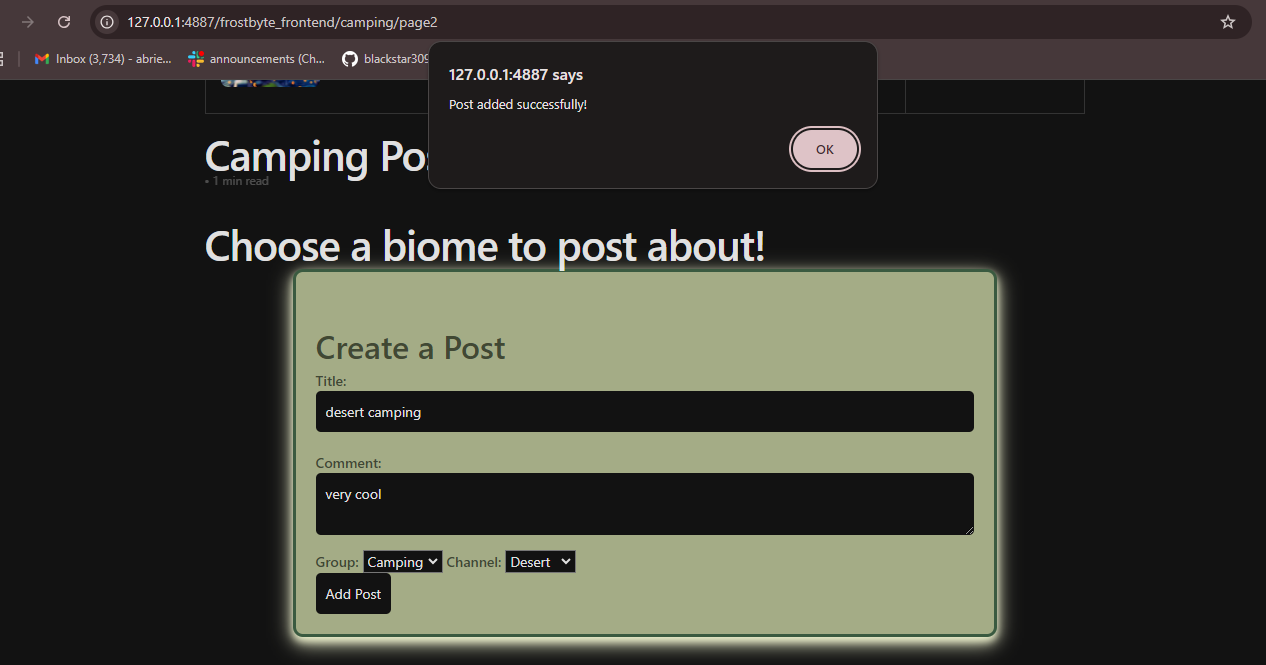 127.0.0.1:4887/frostbyte_frontend/camping/page2
Inbox (3,734) - abrie... announcements (Ch... blackstar309
127.0.0.1:4887 says
Post added successfully!
OK
Camping Pos
• 1 min read
Choose a biome to post about!
Create a Post
Title:
desert camping
Comment:
very cool
Group: Camping Channel: Desert
Add Post